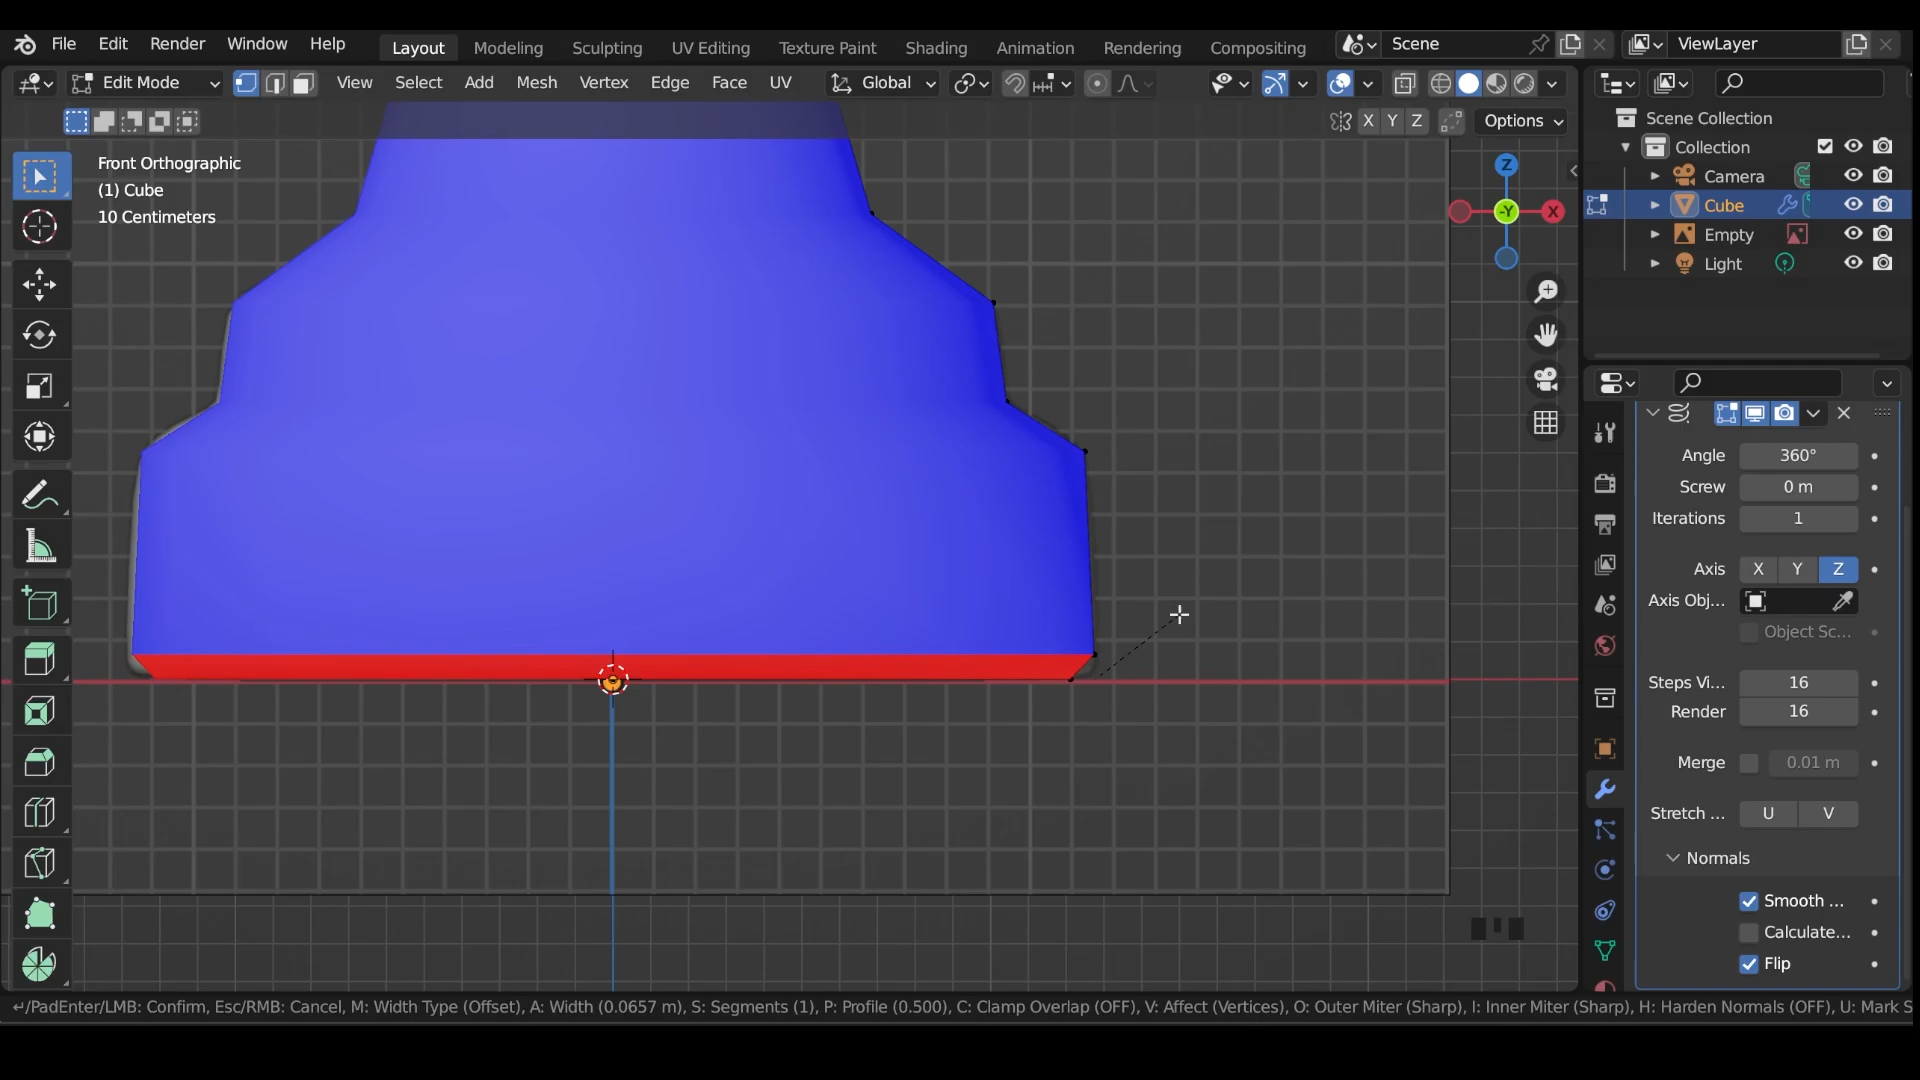 File Edit Render Window Help Layout Modeling Sculpting UV Editing Texture Paint Shading Animation Rendering Compositing Scene ViewLayer
Edit Mode View Select Add Mesh Vertex Edge Face UV Global
X Y Z Options
Front Orthographic
(1) Cube
10 Centimeters
Z
-Y
X
Scene Collection
Collection
Camera
Cube
Empty
Light
Angle 360°
Screw 0 m
Iterations 1
Axis X Y Z
Axis Obj...
Object Sc...
Steps Vi... 16
Render 16
Merge 0.01 m
Stretch ... U V
Normals
Smooth ...
Calculate...
Flip
↵/PadEnter/LMB: Confirm, Esc/RMB: Cancel, M: Width Type (Offset), A: Width (0.0657 m), S: Segments (1), P: Profile (0.500), C: Clamp Overlap (OFF), V: Affect (Vertices), O: Outer Miter (Sharp), I: Inner Miter (Sharp), H: Harden Normals (OFF), U: Mark S